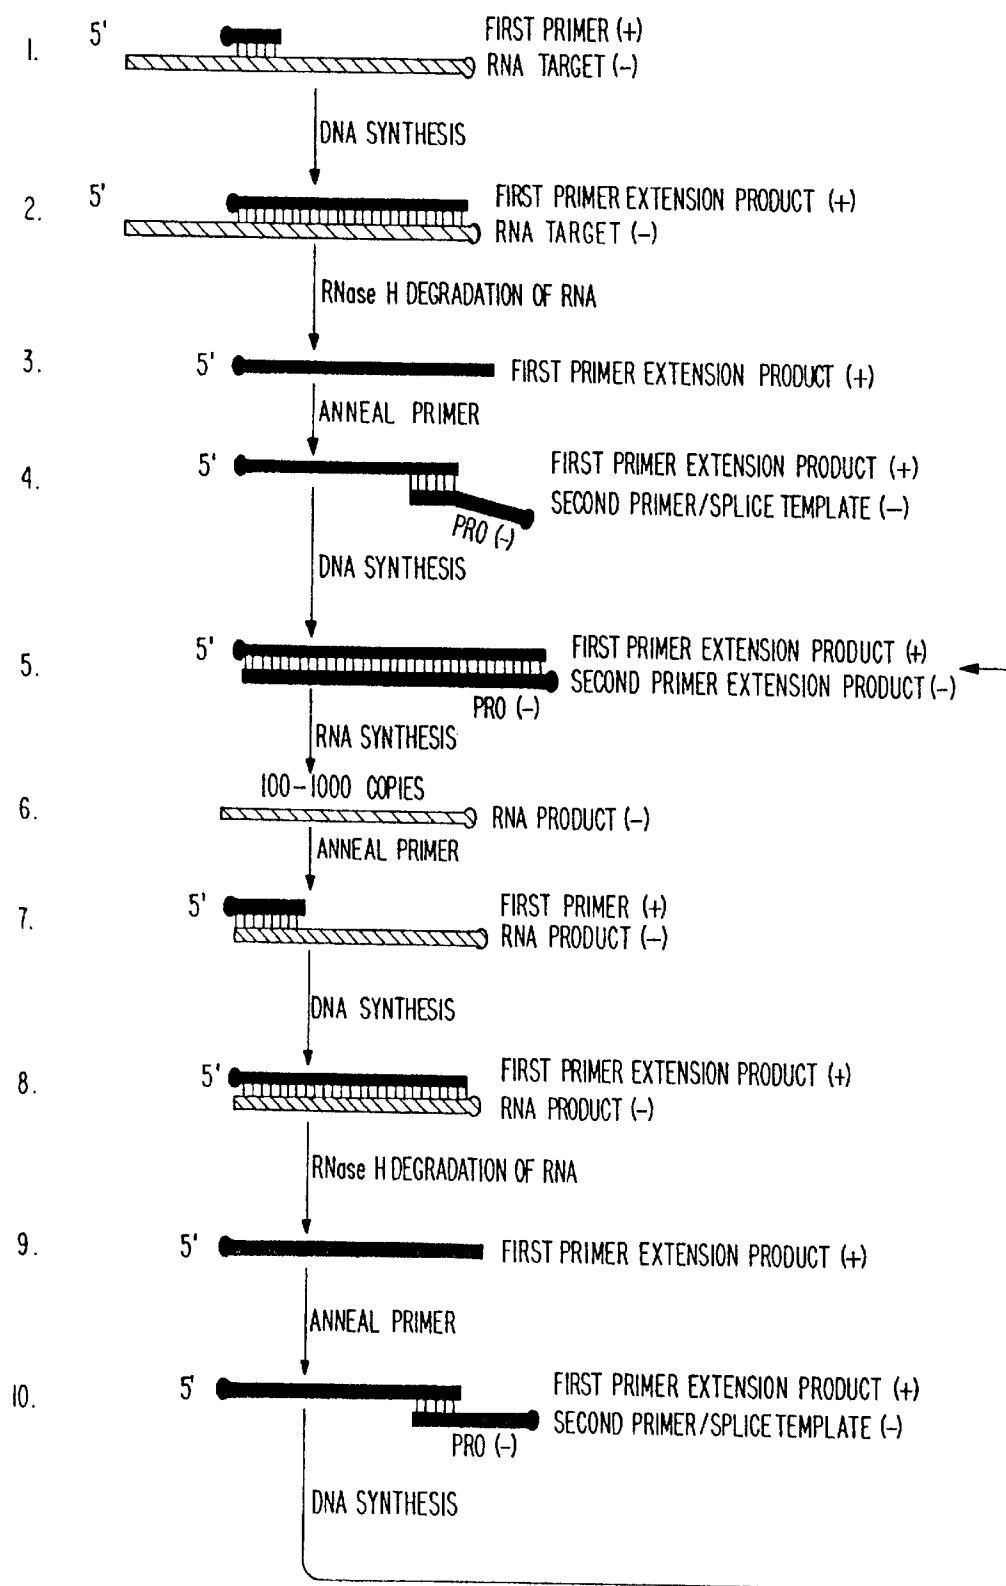 1. 5' FIRST PRIMER (+)
RNA TARGET (−)
DNA SYNTHESIS
2. 5' FIRST PRIMER EXTENSION PRODUCT (+)
RNA TARGET (−)
RNase H DEGRADATION OF RNA
3. 5' FIRST PRIMER EXTENSION PRODUCT (+)
ANNEAL PRIMER
4. 5' FIRST PRIMER EXTENSION PRODUCT (+)
SECOND PRIMER/SPLICE TEMPLATE (−)
PRO (−)
DNA SYNTHESIS
5. 5' FIRST PRIMER EXTENSION PRODUCT (+)
SECOND PRIMER EXTENSION PRODUCT (−)
PRO (−)
RNA SYNTHESIS
100−1000 COPIES
6. RNA PRODUCT (−)
ANNEAL PRIMER
7. 5' FIRST PRIMER (+)
RNA PRODUCT (−)
DNA SYNTHESIS
8. 5' FIRST PRIMER EXTENSION PRODUCT (+)
RNA PRODUCT (−)
RNase H DEGRADATION OF RNA
9. 5' FIRST PRIMER EXTENSION PRODUCT (+)
ANNEAL PRIMER
10. 5' FIRST PRIMER EXTENSION PRODUCT (+)
SECOND PRIMER/SPLICE TEMPLATE (−)
PRO (−)
DNA SYNTHESIS